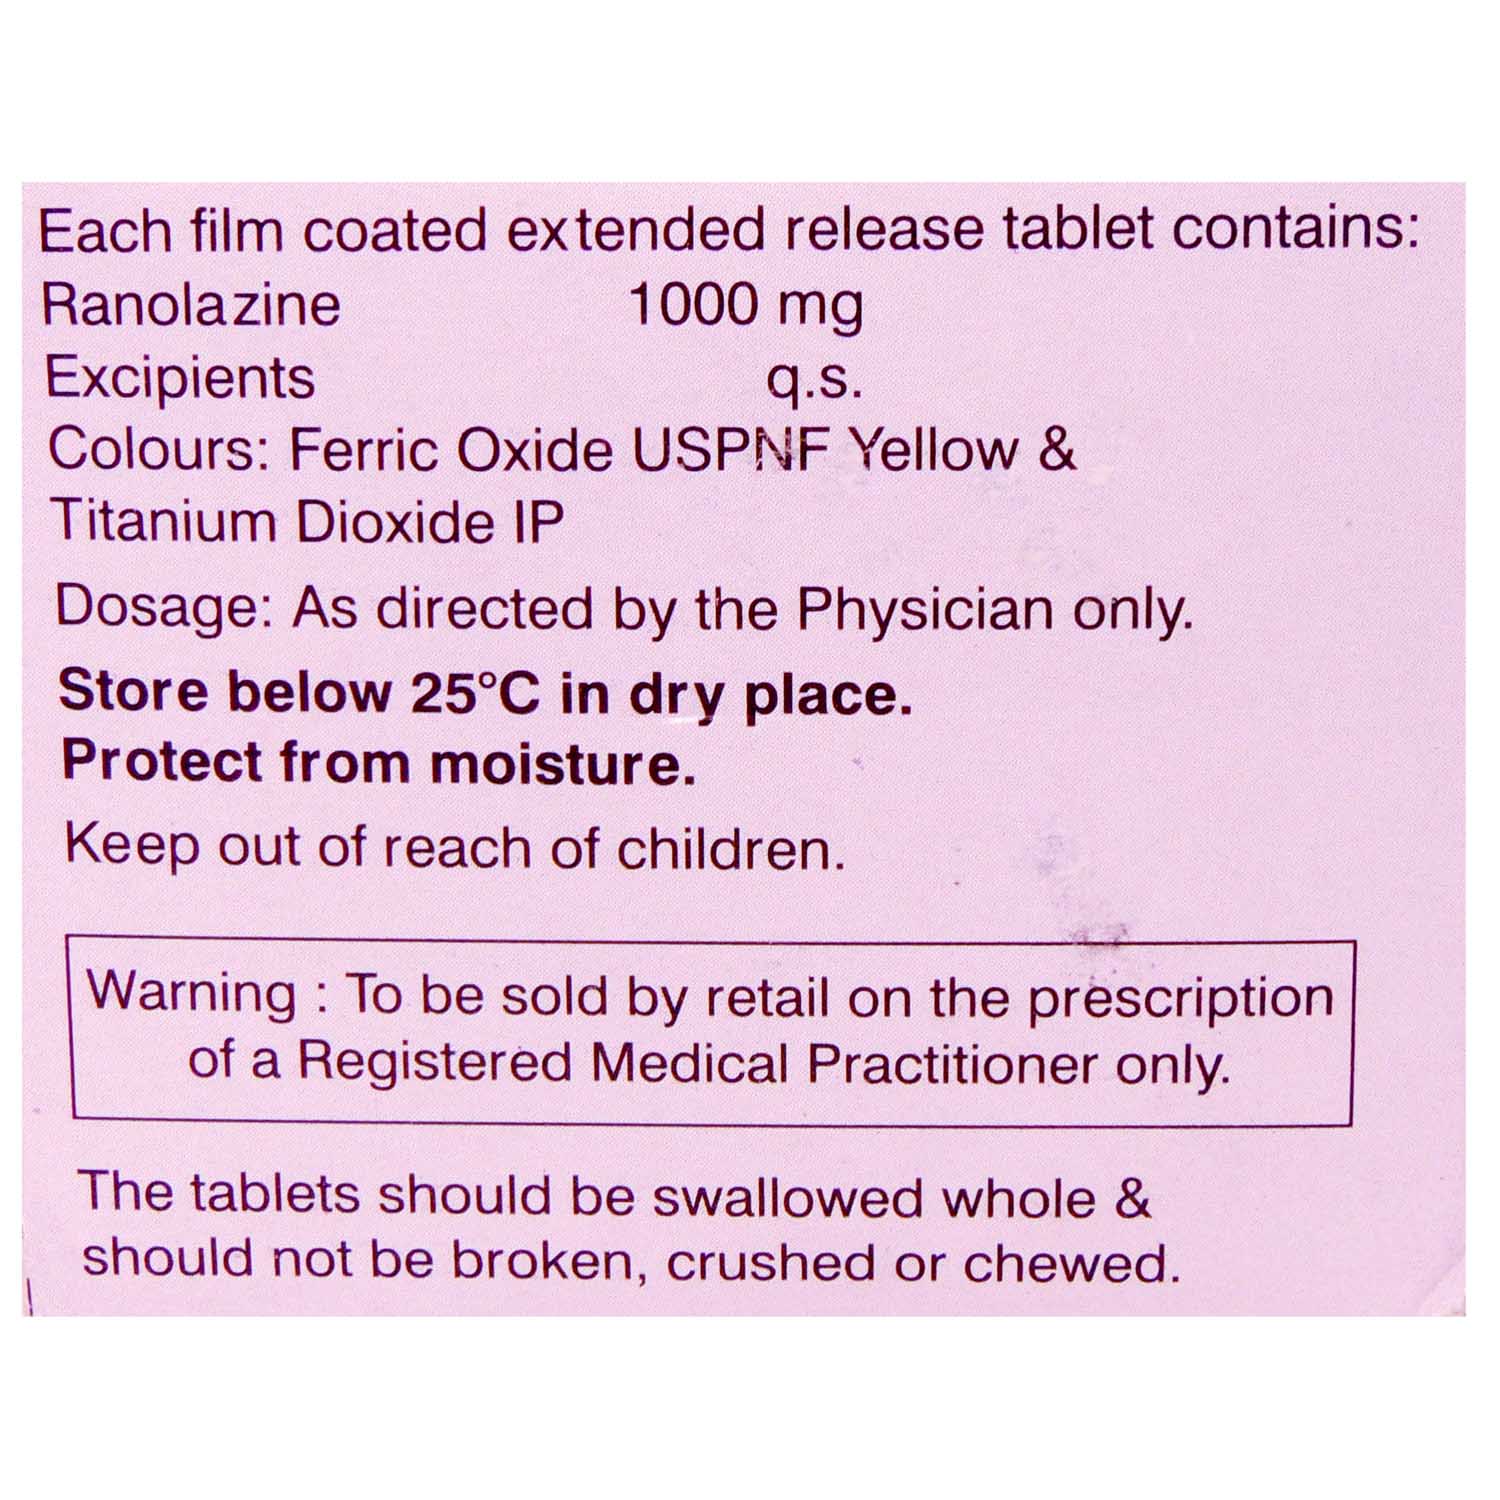 Each film coated extended release tablet contains:
Ranolazine 1000 mg
Excipients q.s.
Colours: Ferric Oxide USPNF Yellow &
Titanium Dioxide IP
Dosage: As directed by the Physician only.
Store below 25°C in dry place.
Protect from moisture.
Keep out of reach of children.
Warning : To be sold by retail on the prescription
of a Registered Medical Practitioner only.
The tablets should be swallowed whole &
should not be broken, crushed or chewed.